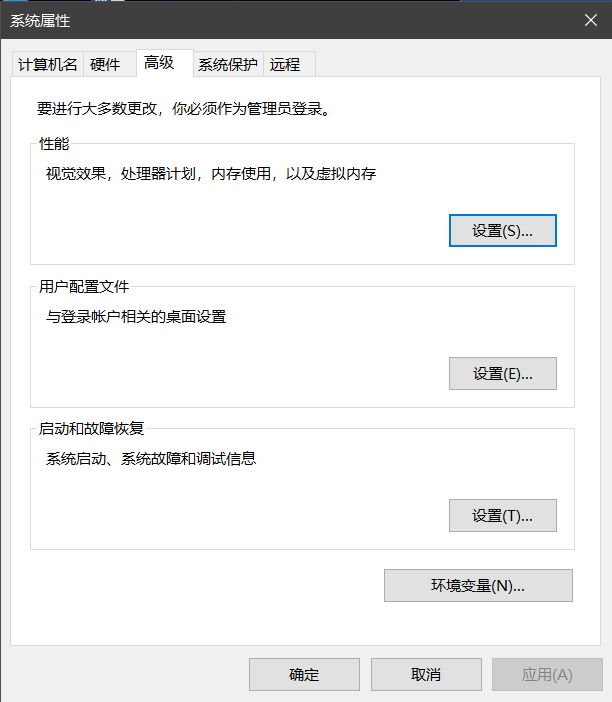 系统属性
计算机名 硬件 高级 系统保护 远程
要进行大多数更改，你必须作为管理员登录。
性能
视觉效果，处理器计划，内存使用，以及虚拟内存
设置(S)...
用户配置文件
与登录帐户相关的桌面设置
设置(E)...
启动和故障恢复
系统启动、系统故障和调试信息
设置(T)...
环境变量(N)...
确定 取消 应用(A)